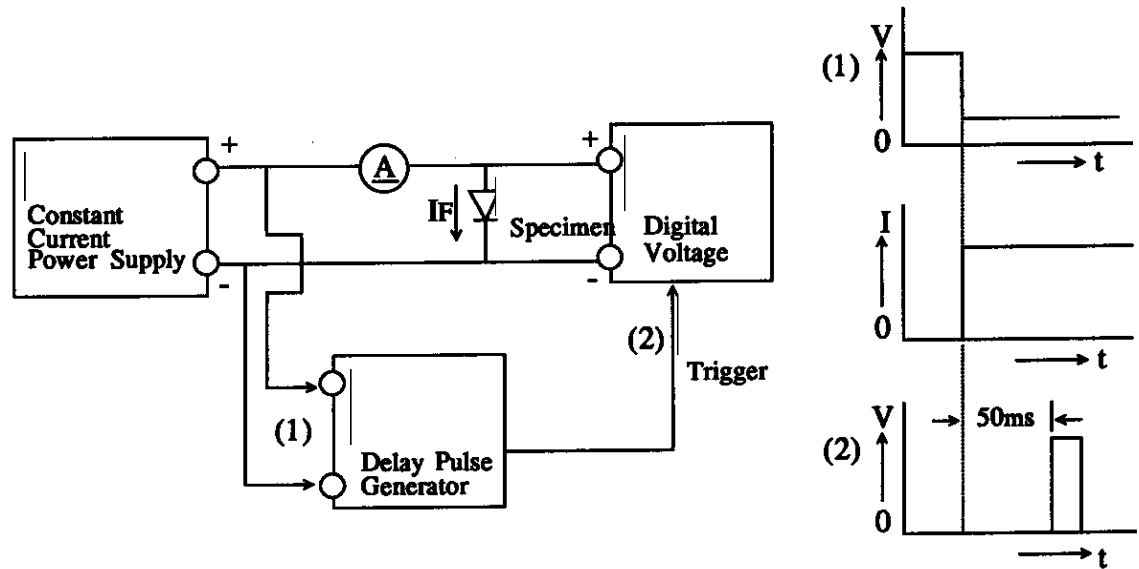 +
Constant
Current
Power Supply
-
A
IF
Specimen
+
Digital
Voltage
-
(2)
Trigger
(1)
Delay Pulse
Generator
V
(1)
0
t
I
0
t
V
50ms
(2)
0
t